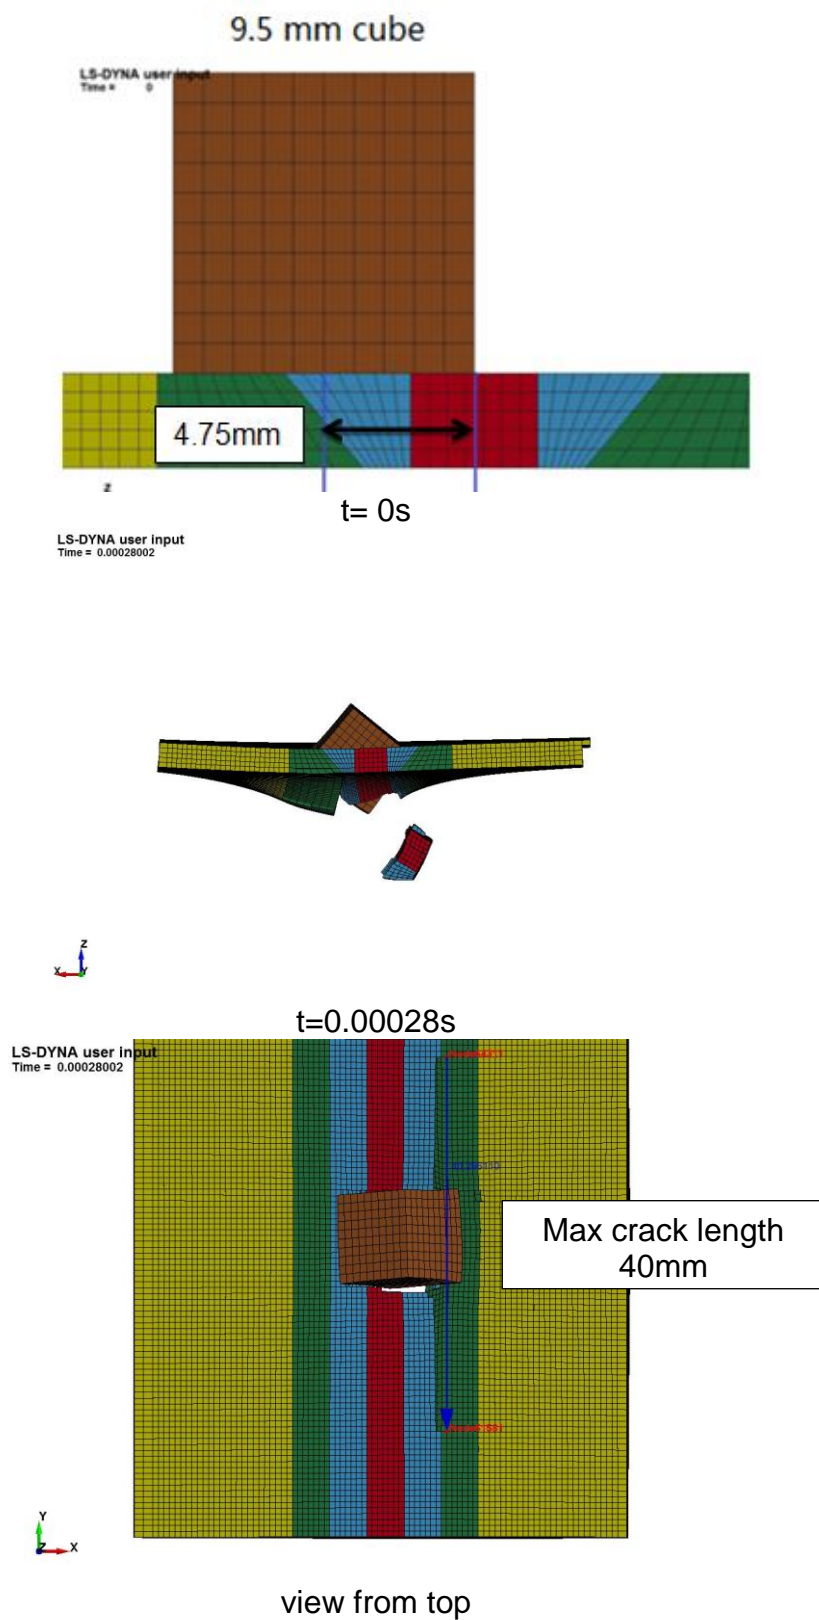 9.5 mm cube
LS-DYNA user input
Time = 0
4.75mm
z
t= 0s
LS-DYNA user input
Time = 0.00028002
Z
X Y
t=0.00028s
LS-DYNA user input
Time = 0.00028002
Max crack length
40mm
Y
Z X
view from top